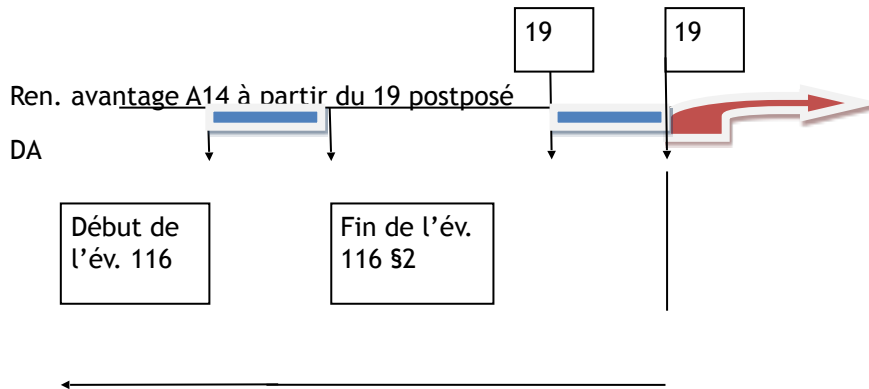 19
19
Ren. avantage A14 à partir du 19 postposé
DA
Début de
l'év. 116
Fin de l'év.
116 §2